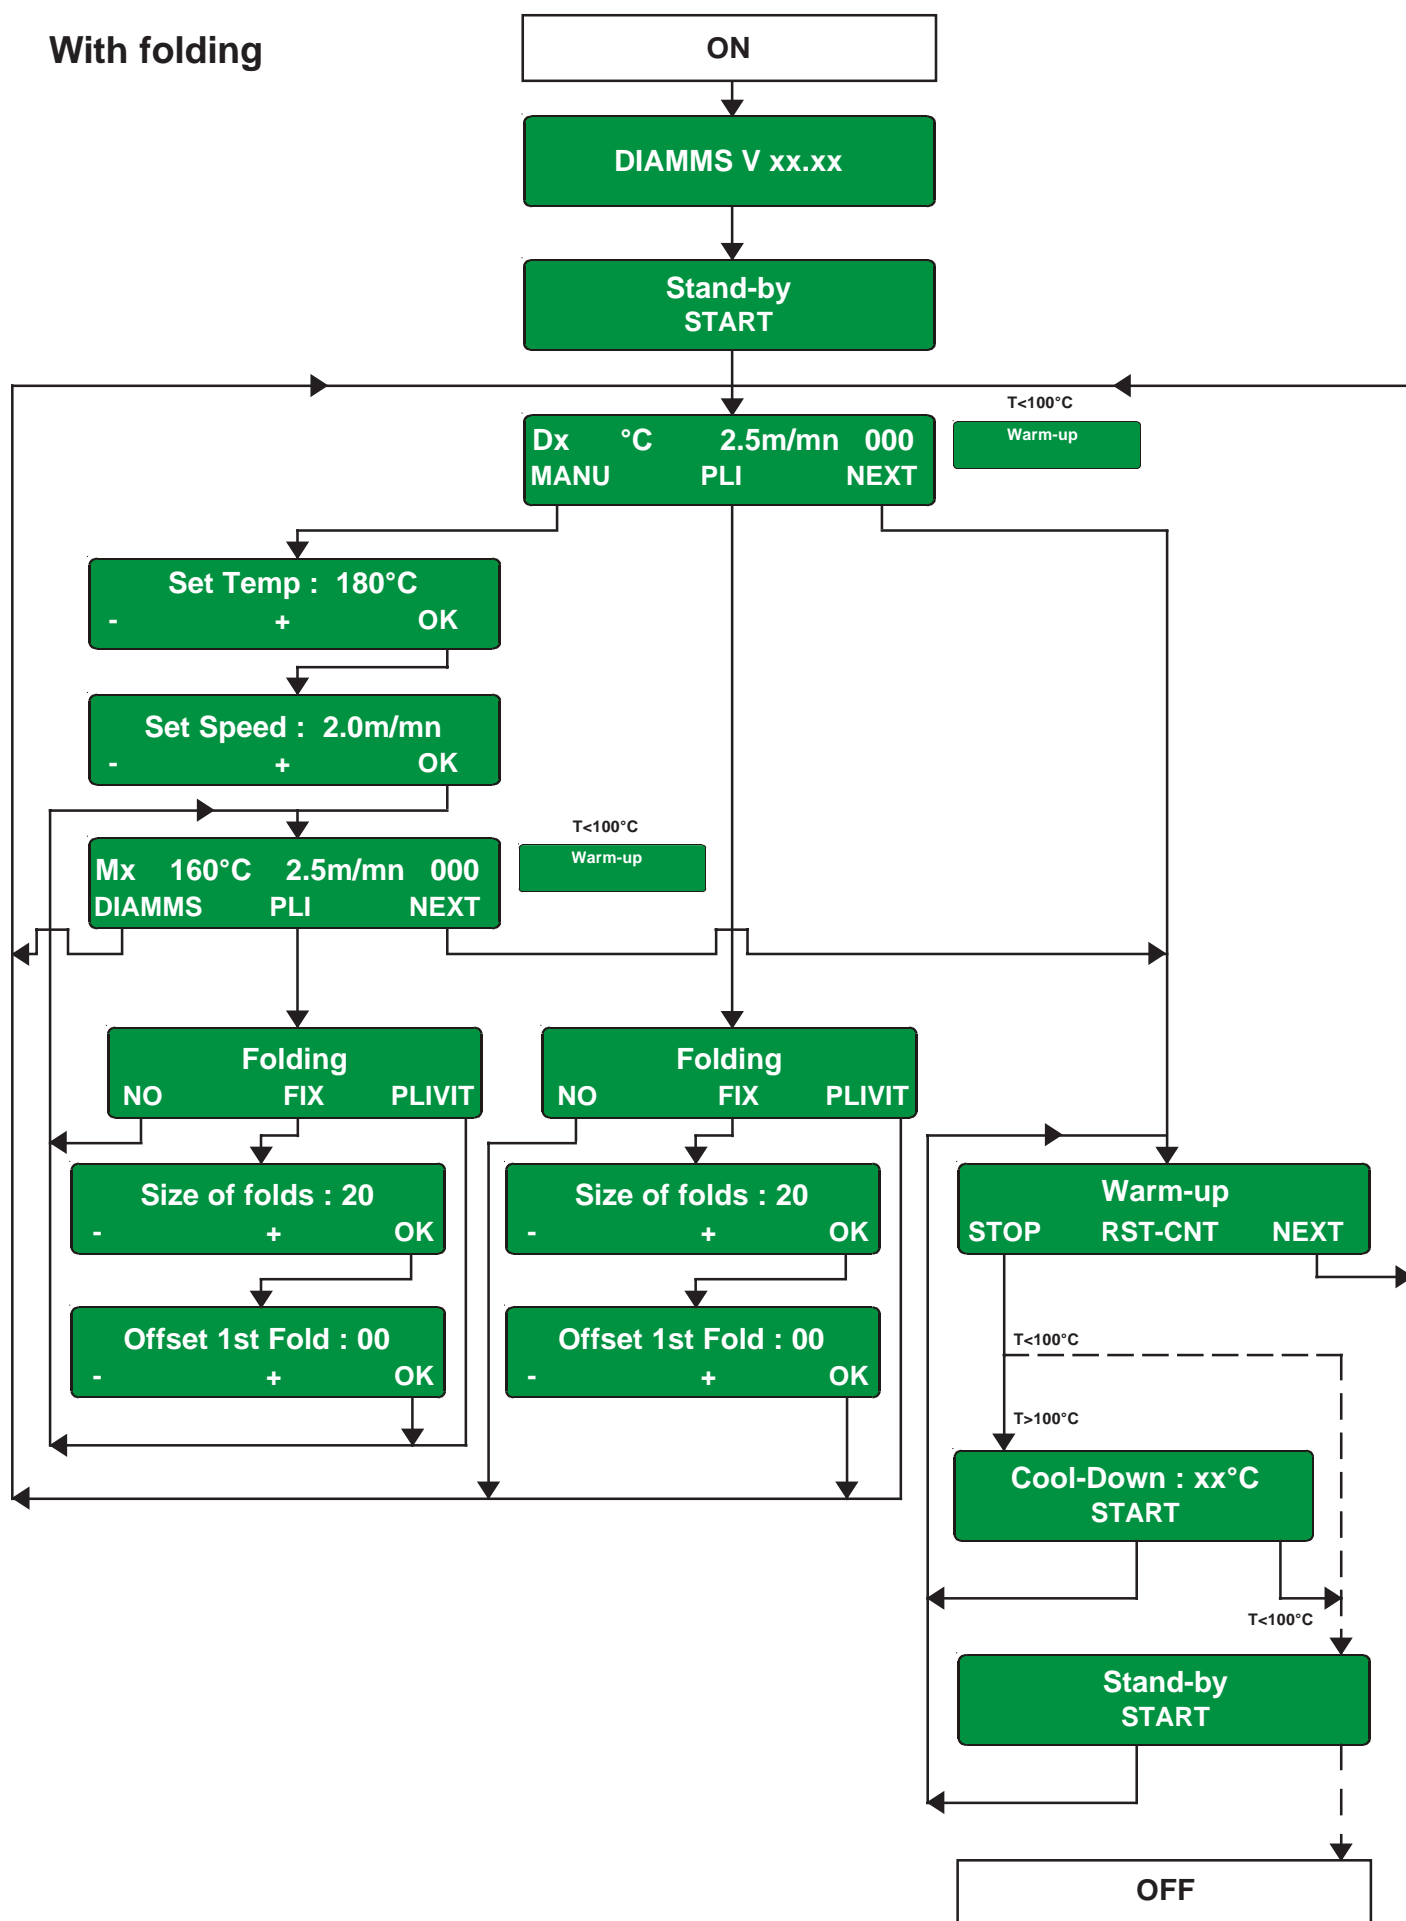 With folding
ON
DIAMMS V xx.xx
Stand-by
START
T<100°C
Dx °C 2.5m/mn 000
MANU PLI NEXT
Warm-up
Set Temp : 180°C
- + OK
Set Speed : 2.0m/mn
- + OK
T<100°C
Mx 160°C 2.5m/mn 000
DIAMMS PLI NEXT
Warm-up
Folding
NO FIX PLIVIT
Folding
NO FIX PLIVIT
Size of folds : 20
- + OK
Size of folds : 20
- + OK
Warm-up
STOP RST-CNT NEXT
Offset 1st Fold : 00
- + OK
Offset 1st Fold : 00
- + OK
T<100°C
T>100°C
Cool-Down : xx°C
START
T<100°C
Stand-by
START
OFF